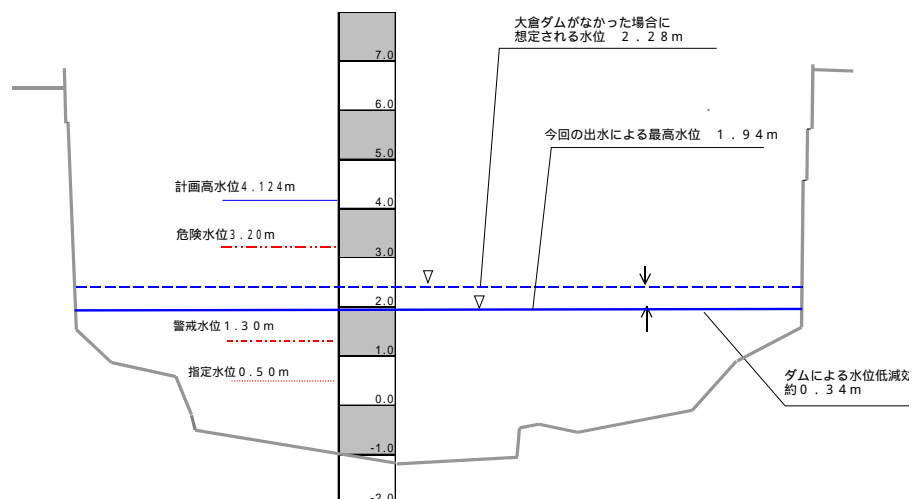 大倉ダムがなかった場合に
想定される水位 2.28m
7.0
6.0
今回の出水による最高水位 1.94m
5.0
計画高水位4.124m
4.0
危険水位3.20m
3.0
2.0
警戒水位1.30m
1.0
指定水位0.50m
ダムによる水位低減効
約0.34m
0.0
-1.0
-2.0